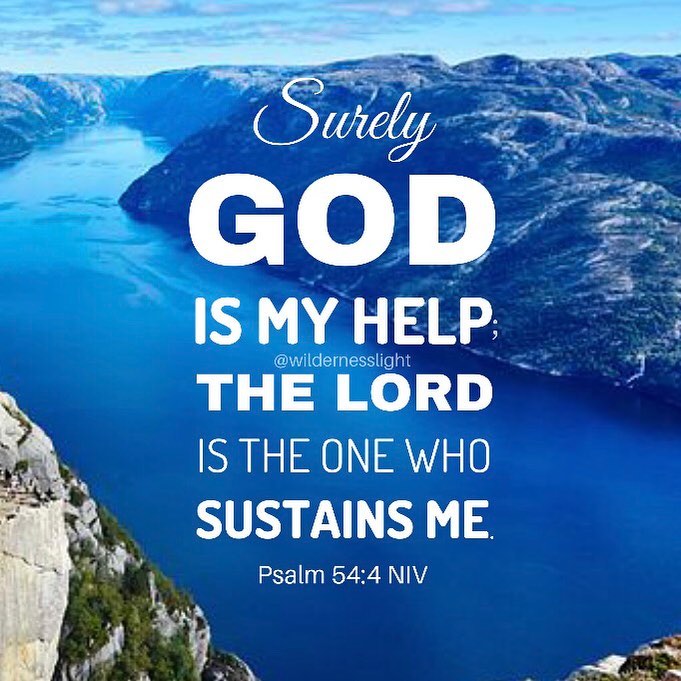 Surely
GOD
IS MY HELP;
@wildernesslight
THE LORD
IS THE ONE WHO
SUSTAINS ME.
Psalm 54:4 NIV